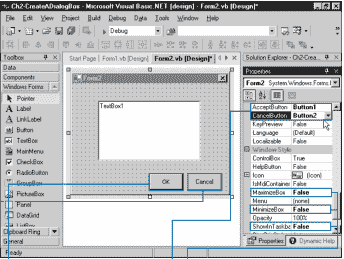 Ch2-CreateADialogBox - Microsoft Visual Basic.NET [design] - Form2.vb [Design]*
File Edit View Project Build Debug Data Tools Window Help
Debug
Toolbox
Start Page Form1.vb [Design] Form2.vb [Design]*
Solution Explorer - Ch2-Crea...
Data
Components
Windows Forms
Pointer
Label
LinkLabel
Button
TextBox
MainMenu
CheckBox
RadioButton
GroupBox
PictureBox
Panel
DataGrid
ListBox
Clipboard Ring
General
Ready
Form2
TextBox1
OK
Cancel
Properties
Form2 System.Windows.Forms.
AcceptButton Button1
CancelButton Button2
KeyPreview False
Language (Default)
Localizable False
Window Style
ControlBox True
HelpButton False
Icon (Icon)
IsMdiContainer False
MaximizeBox False
Menu (none)
MinimizeBox False
Opacity 100%
ShowInTaskba False
Properties Dynamic Help